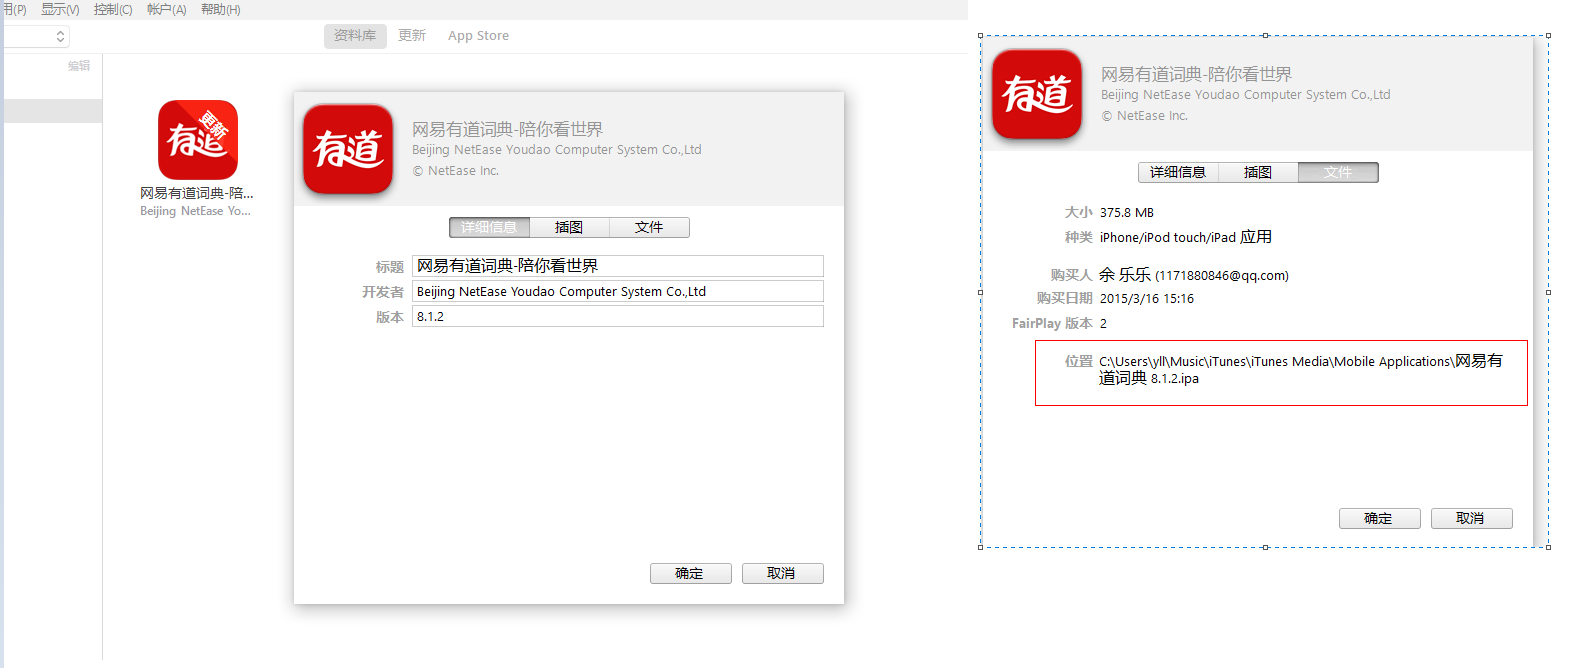 用(P) 显示(V) 控制(C) 帐户(A) 帮助(H)
资料库 更新 App Store
编辑
更新
有道
网易有道词典-陪...
Beijing NetEase Yo...
有道
网易有道词典-陪你看世界
Beijing NetEase Youdao Computer System Co.,Ltd
© NetEase Inc.
详细信息 插图 文件
标题 网易有道词典-陪你看世界
开发者 Beijing NetEase Youdao Computer System Co.,Ltd
版本 8.1.2
确定 取消
有道
网易有道词典-陪你看世界
Beijing NetEase Youdao Computer System Co.,Ltd
© NetEase Inc.
详细信息 插图 文件
大小 375.8 MB
种类 iPhone/iPod touch/iPad 应用
购买人 余 乐乐 (1171880846@qq.com)
购买日期 2015/3/16 15:16
FairPlay 版本 2
位置 C:\Users\yll\Music\iTunes\iTunes Media\Mobile Applications\网易有
道词典 8.1.2.ipa
确定 取消